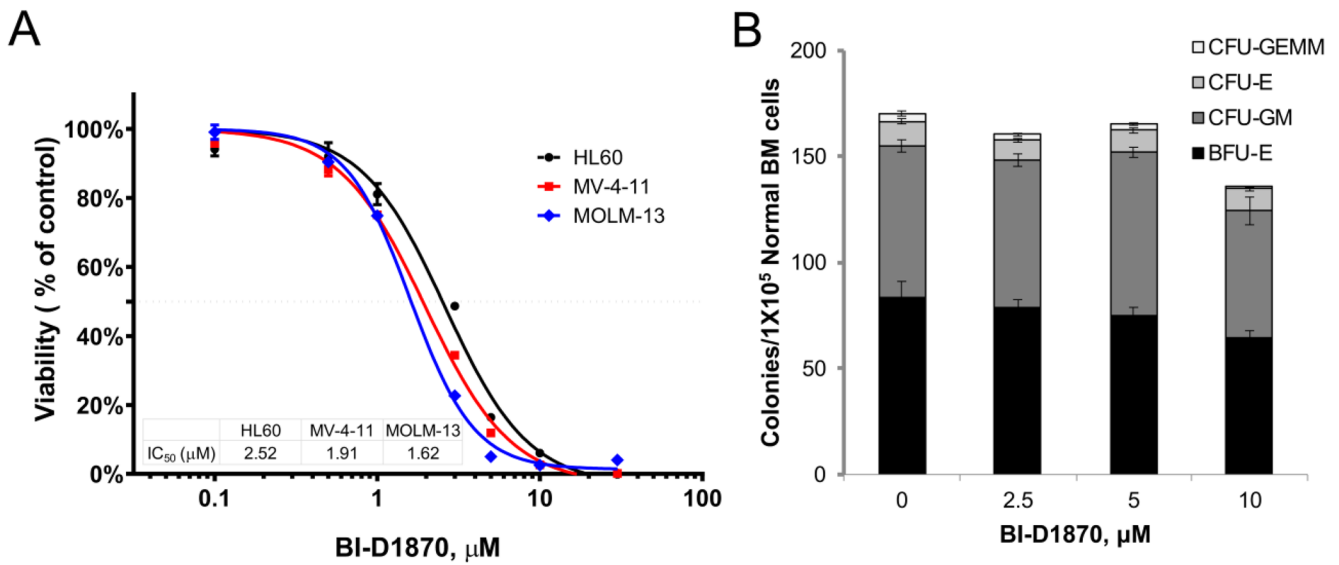 A
Viability ( % of control)
100%
80%
60%
40%
20%
0%
HL60
MV-4-11
MOLM-13
HL60 MV-4-11 MOLM-13
IC50 (μM) 2.52 1.91 1.62
0.1 1 10 100
BI-D1870, μM
B
Colonies/1X10⁵ Normal BM cells
200
150
100
50
0
CFU-GEMM
CFU-E
CFU-GM
BFU-E
0 2.5 5 10
BI-D1870, μM